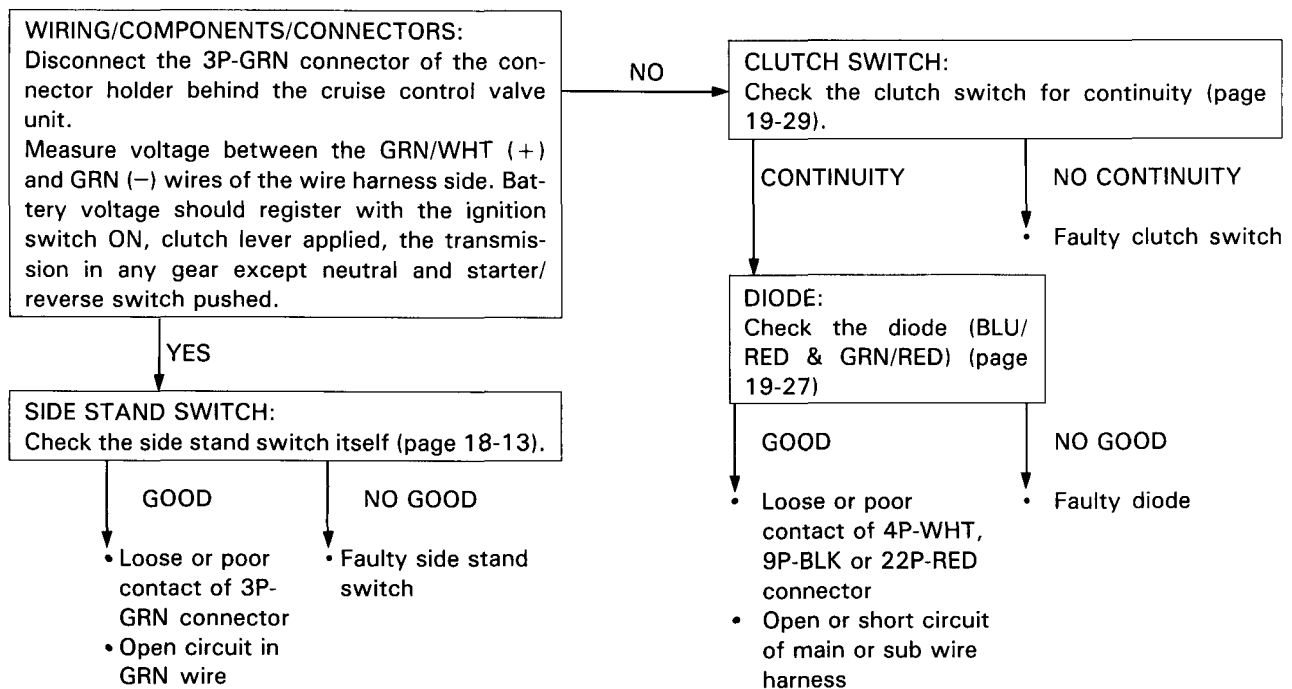 WIRING/COMPONENTS/CONNECTORS:
Disconnect the 3P-GRN connector of the con-
nector holder behind the cruise control valve
unit.
Measure voltage between the GRN/WHT (+)
and GRN (−) wires of the wire harness side. Bat-
tery voltage should register with the ignition
switch ON, clutch lever applied, the transmis-
sion in any gear except neutral and starter/
reverse switch pushed.
NO
CLUTCH SWITCH:
Check the clutch switch for continuity (page
19-29).
CONTINUITY
NO CONTINUITY
• Faulty clutch switch
DIODE:
Check the diode (BLU/
RED & GRN/RED) (page
19-27)
GOOD
NO GOOD
• Loose or poor
contact of 4P-WHT,
9P-BLK or 22P-RED
connector
• Open or short circuit
of main or sub wire
harness
• Faulty diode
YES
SIDE STAND SWITCH:
Check the side stand switch itself (page 18-13).
GOOD
NO GOOD
• Loose or poor
contact of 3P-
GRN connector
• Open circuit in
GRN wire
• Faulty side stand
switch